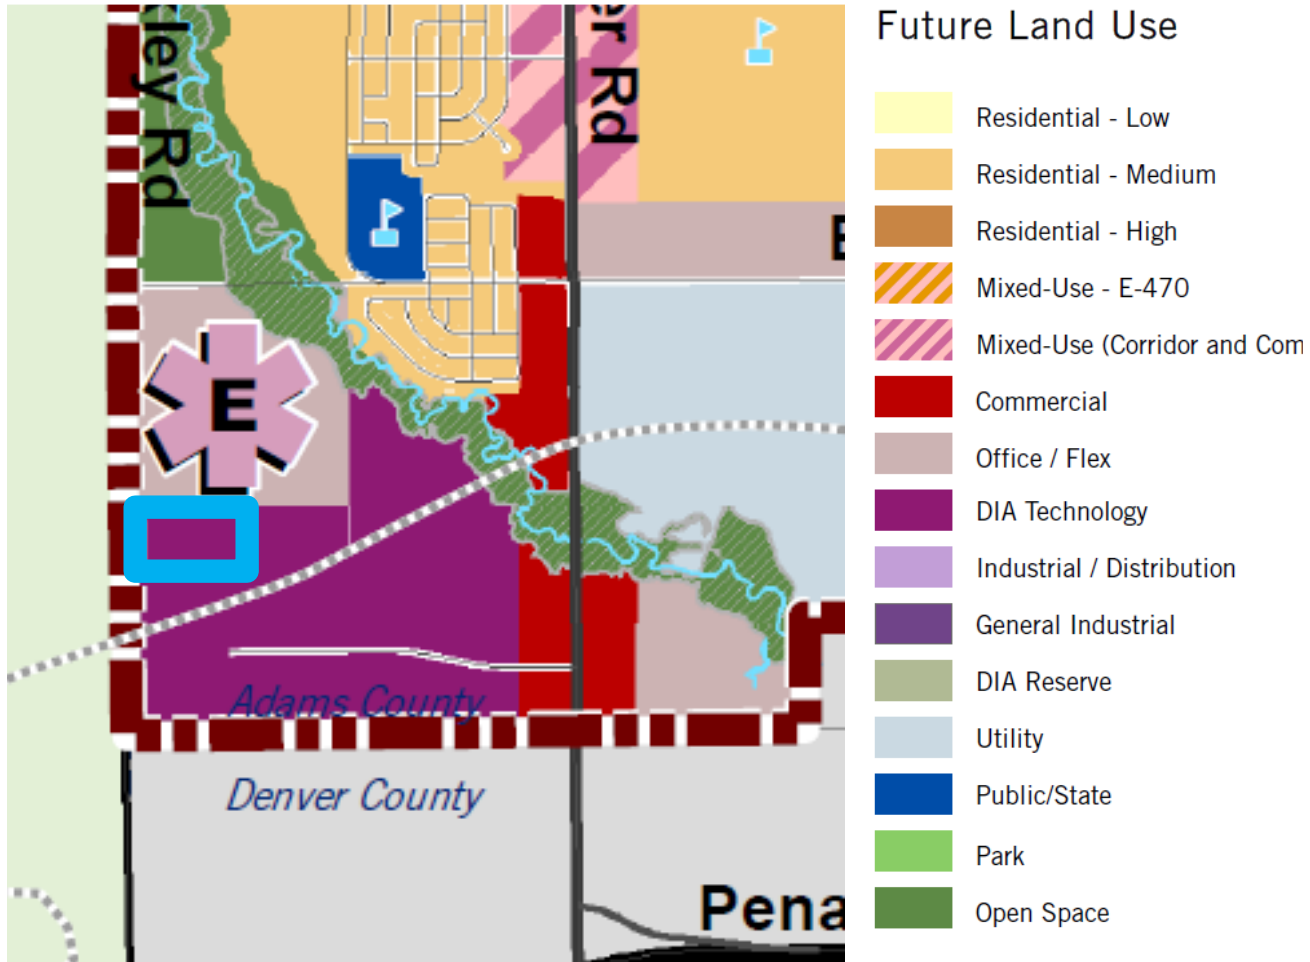 ley Rd
er Rd
E
E
Adams County
Denver County
Pena
Future Land Use
Residential - Low
Residential - Medium
Residential - High
Mixed-Use - E-470
Mixed-Use (Corridor and Com
Commercial
Office / Flex
DIA Technology
Industrial / Distribution
General Industrial
DIA Reserve
Utility
Public/State
Park
Open Space